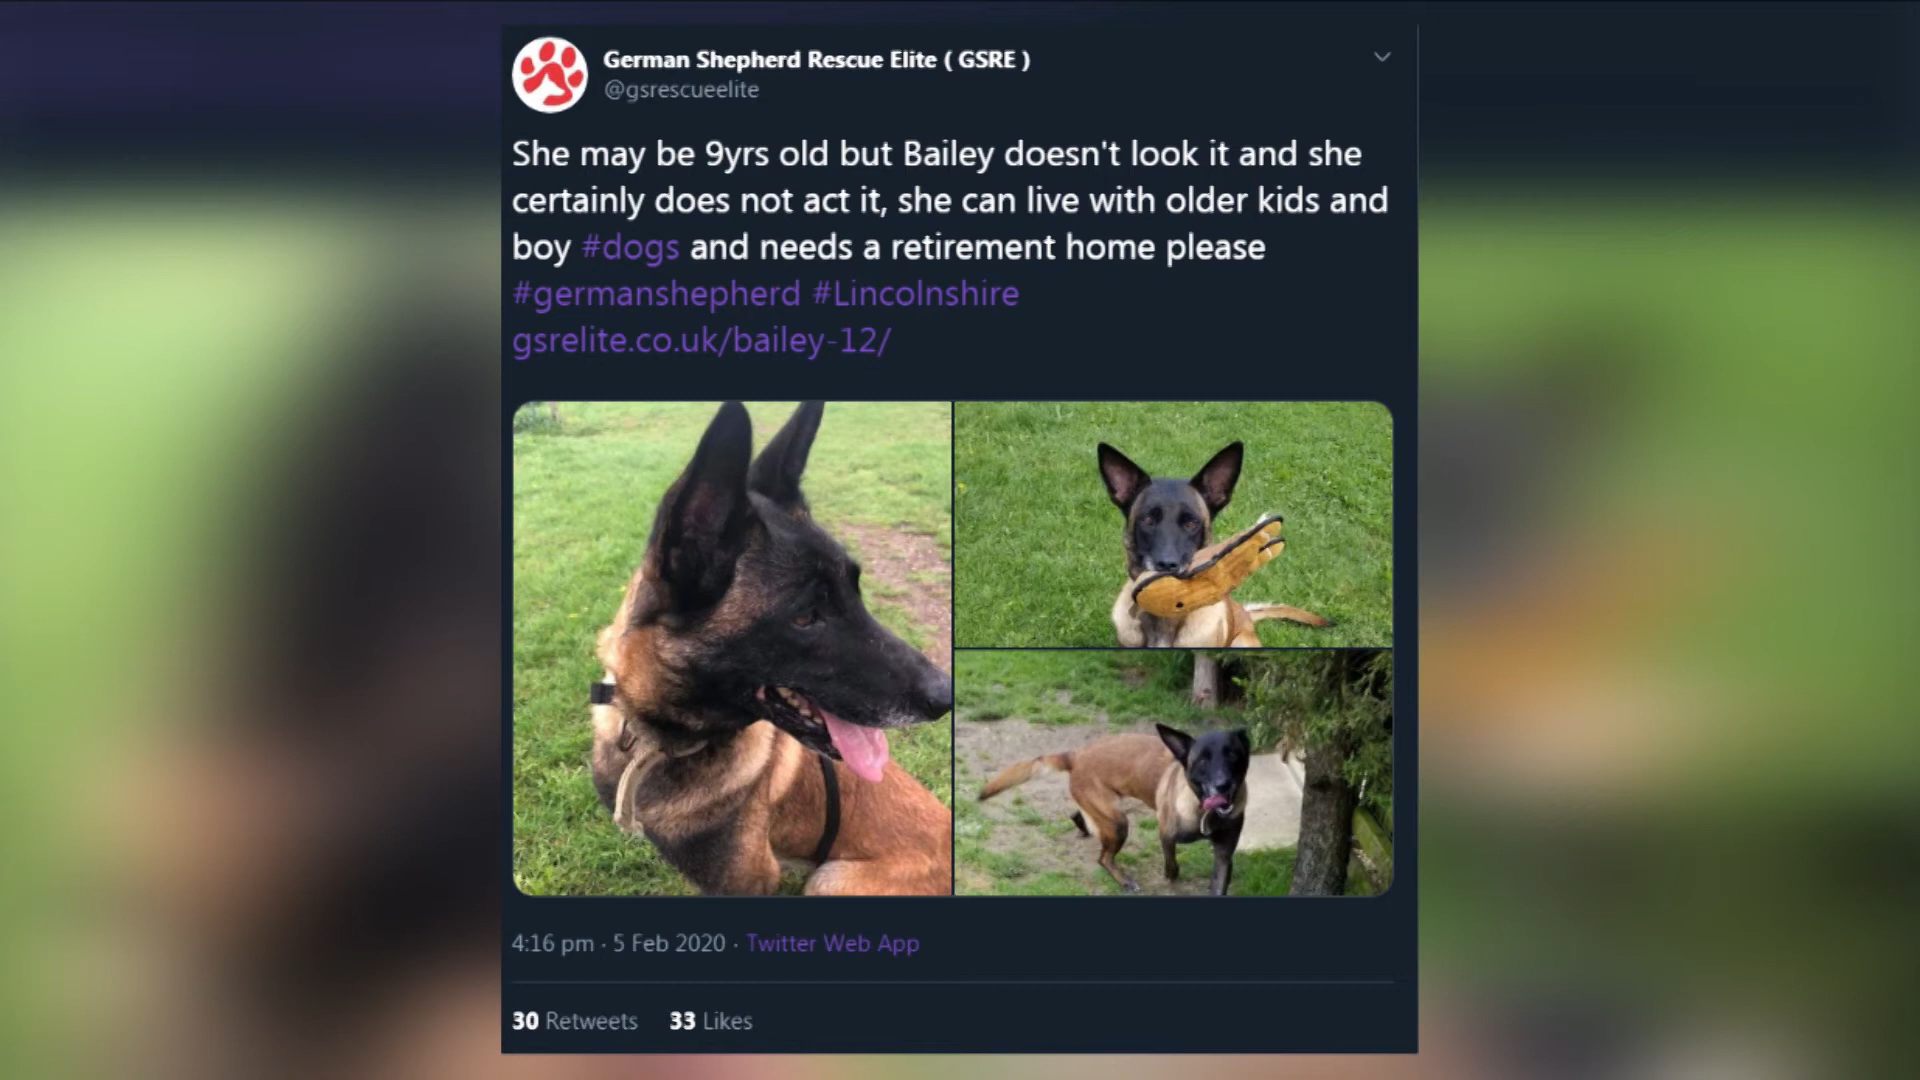 German Shepherd Rescue Elite ( GSRE )
@gsrescueelite
She may be 9yrs old but Bailey doesn't look it and she
certainly does not act it, she can live with older kids and
boy #dogs and needs a retirement home please
#germanshepherd #Lincolnshire
gsrelite.co.uk/bailey-12/
4:16 pm · 5 Feb 2020 · Twitter Web App
30 Retweets 33 Likes